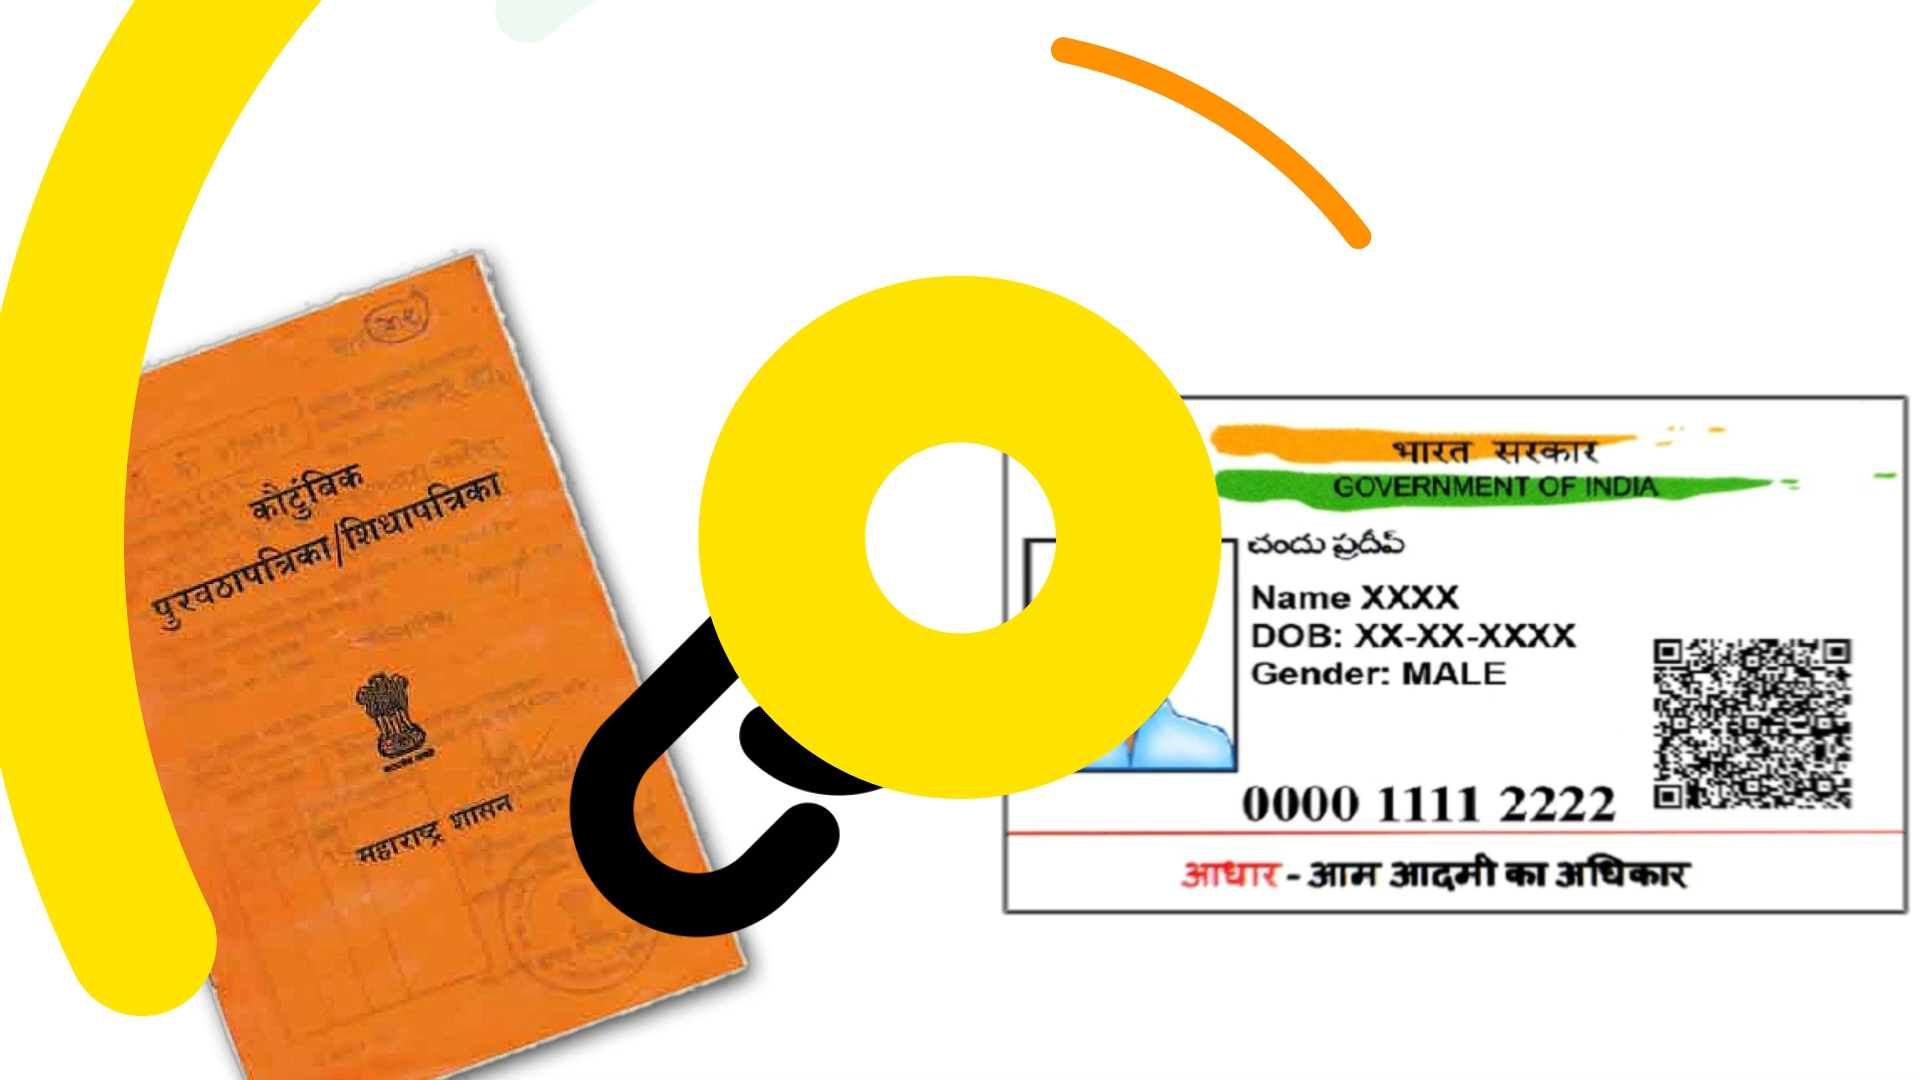 कौटुंबिक
पुरवठापत्रिका/शिधापत्रिका
महाराष्ट्र शासन
भारत सरकार
GOVERNMENT OF INDIA
చందు ప్రదీప్
Name XXXX
DOB: XX-XX-XXXX
Gender: MALE
0000 1111 2222
आधार - आम आदमी का अधिकार